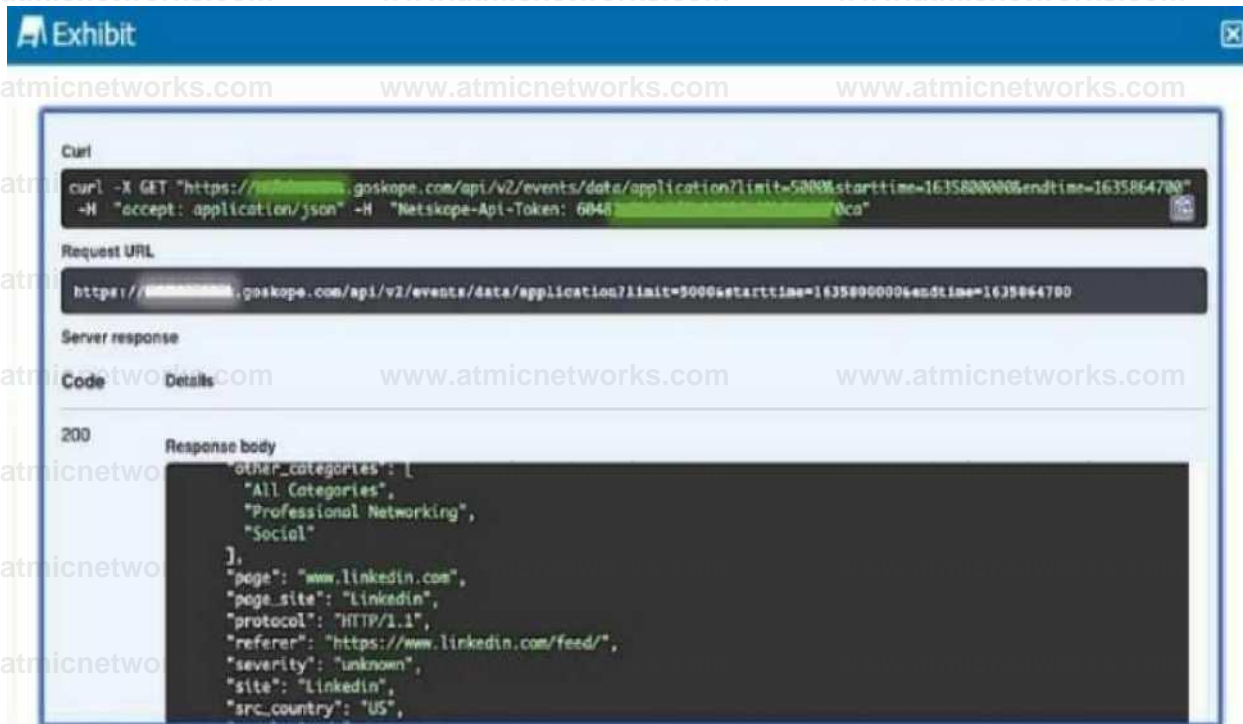 Exhibit
atmicnetworks.com www.atmicnetworks.com www.atmicnetworks.com
Curl
curl -X GET "https:// .goskope.com/api/v2/events/data/application?limit=5000&starttime=1635800000&endtime=1635864700"
-H "accept: application/json" -H "Netskope-Api-Token: 6048 0ca"
Request URL
https:// .goskope.com/api/v2/events/data/application?limit=5000&starttime=1635800000&endtime=1635864700
Server response
atmicnetworks.com www.atmicnetworks.com www.atmicnetworks.com
Code Details
200
Response body
"other_categories": [
"All Categories",
"Professional Networking",
"Social"
],
"page": "www.linkedin.com",
"page_site": "Linkedin",
"protocol": "HTTP/1.1",
"referer": "https://www.linkedin.com/feed/",
"severity": "unknown",
"site": "Linkedin",
"src_country": "US",